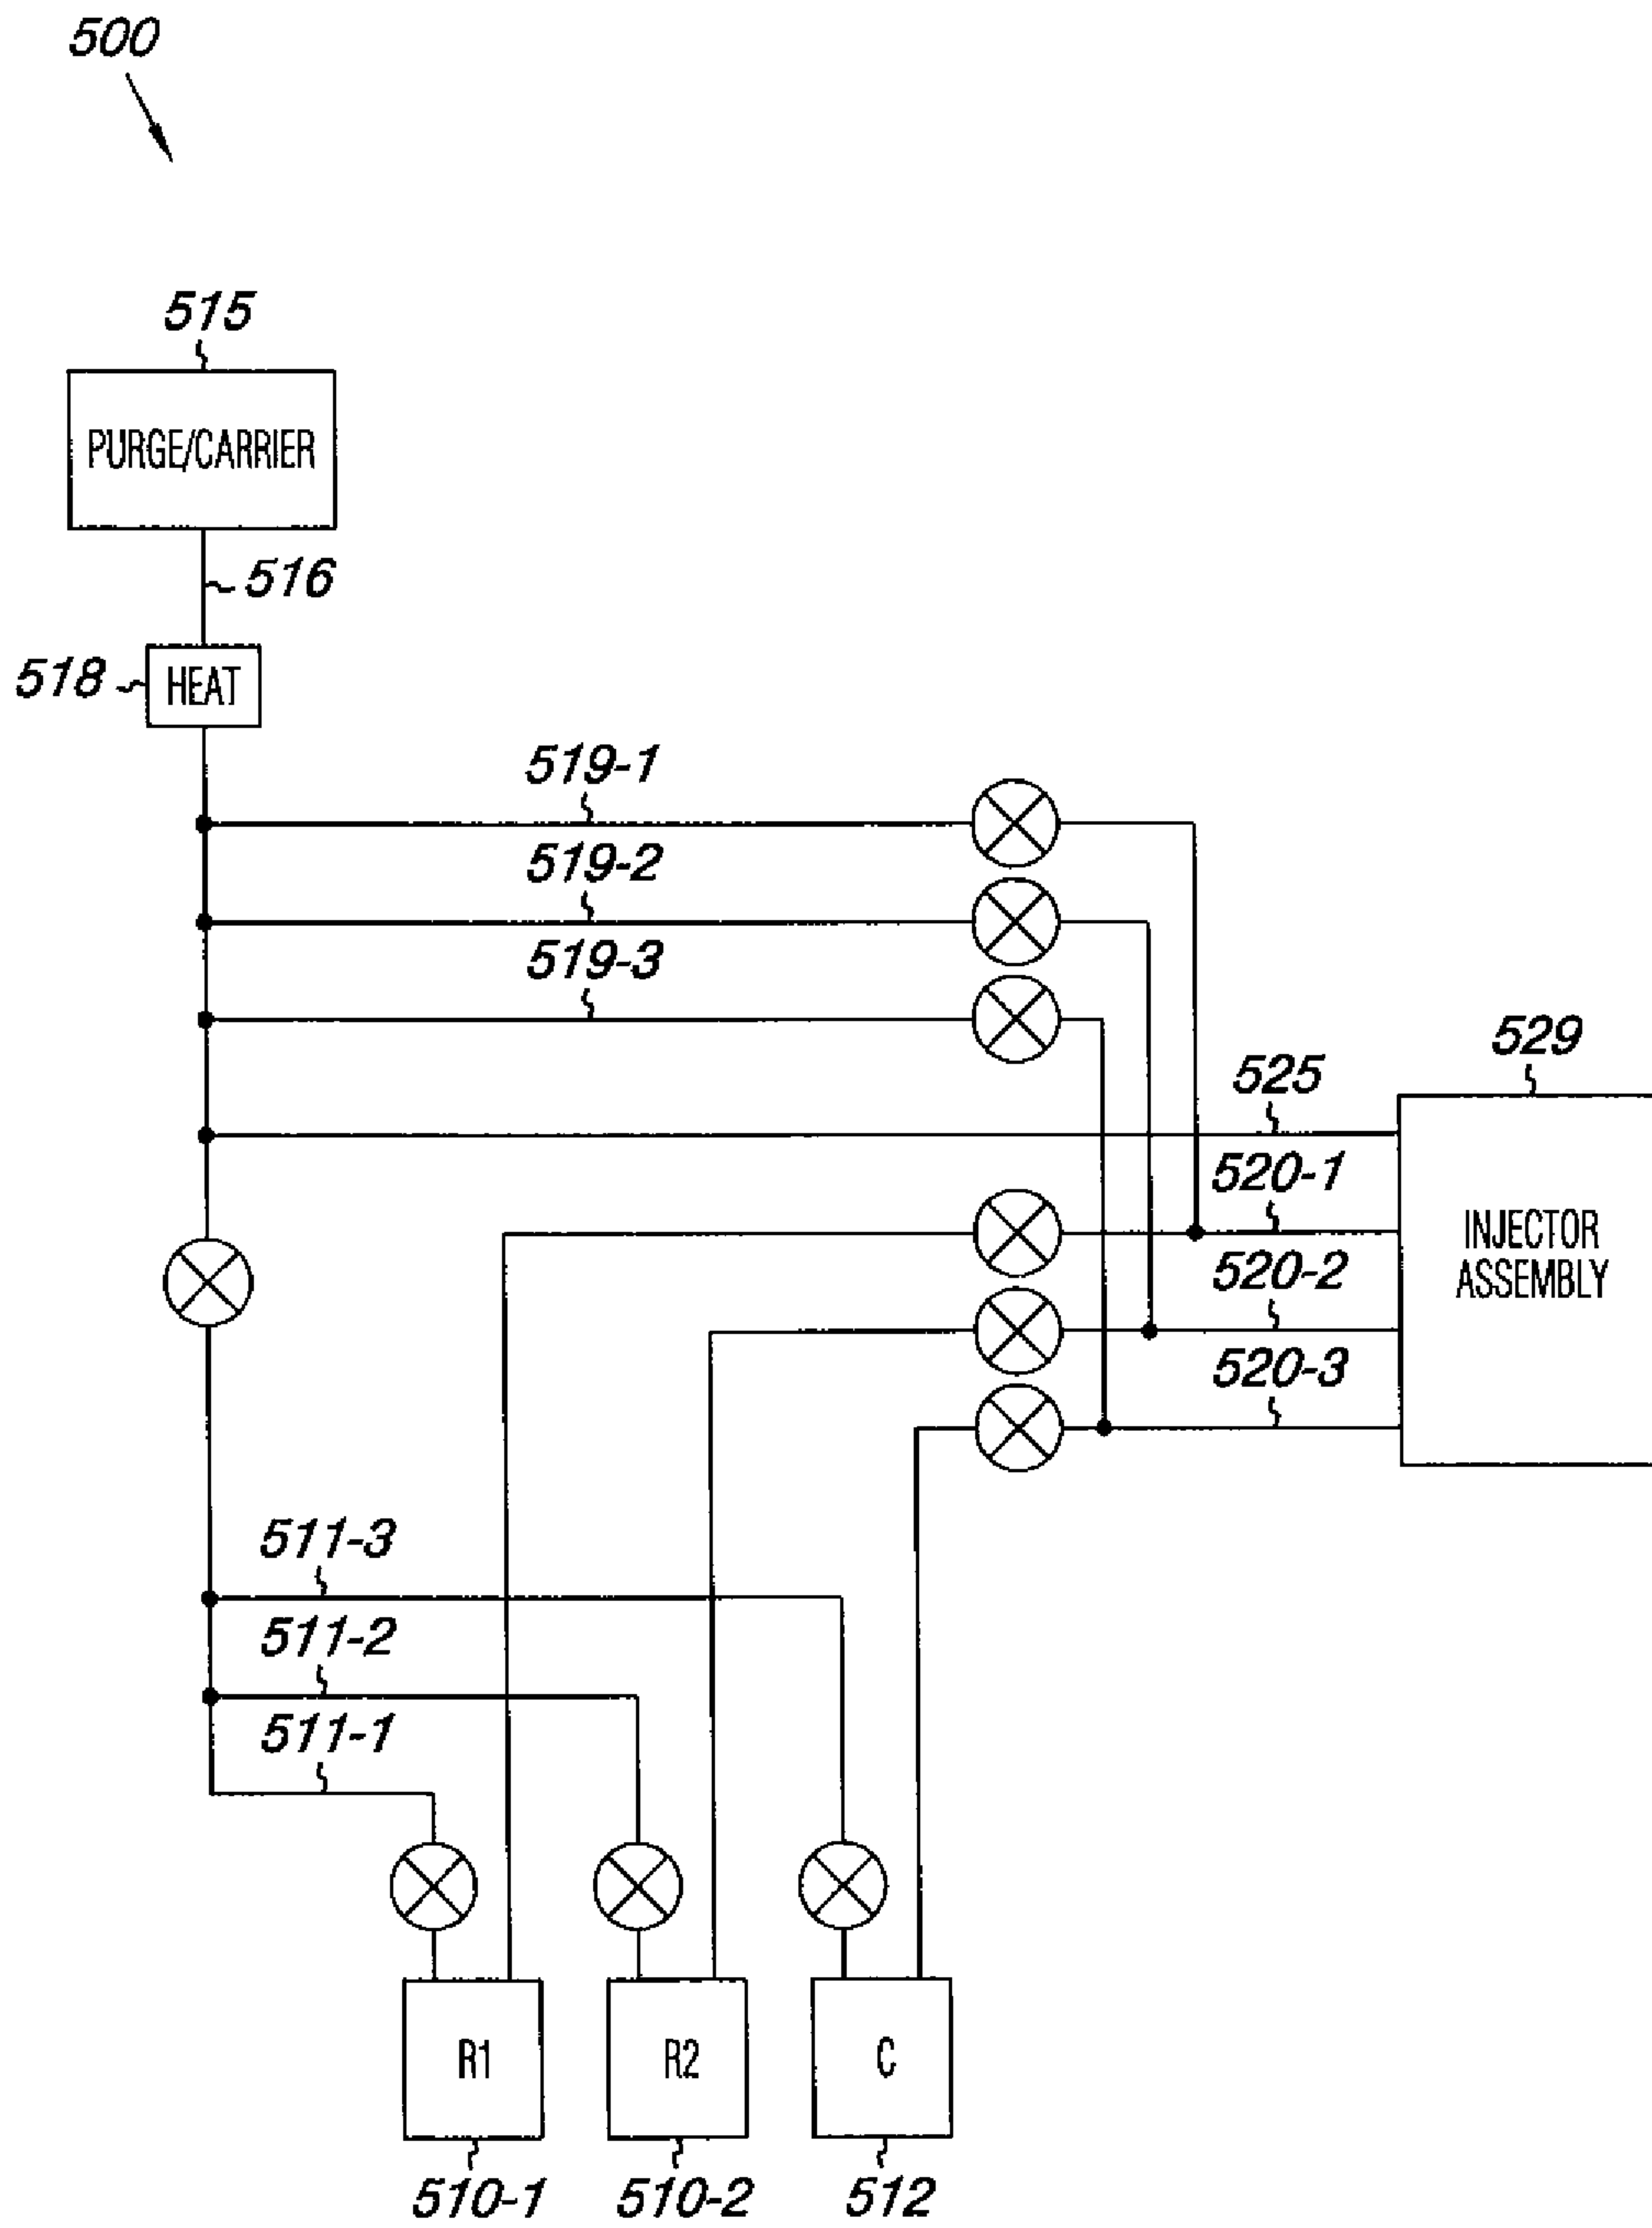 500
515
PURGE/CARRIER
516
518
HEAT
519-1
519-2
519-3
529
525
520-1
INJECTOR
ASSEMBLY
520-2
520-3
511-3
511-2
511-1
R1
R2
C
510-1
510-2
512